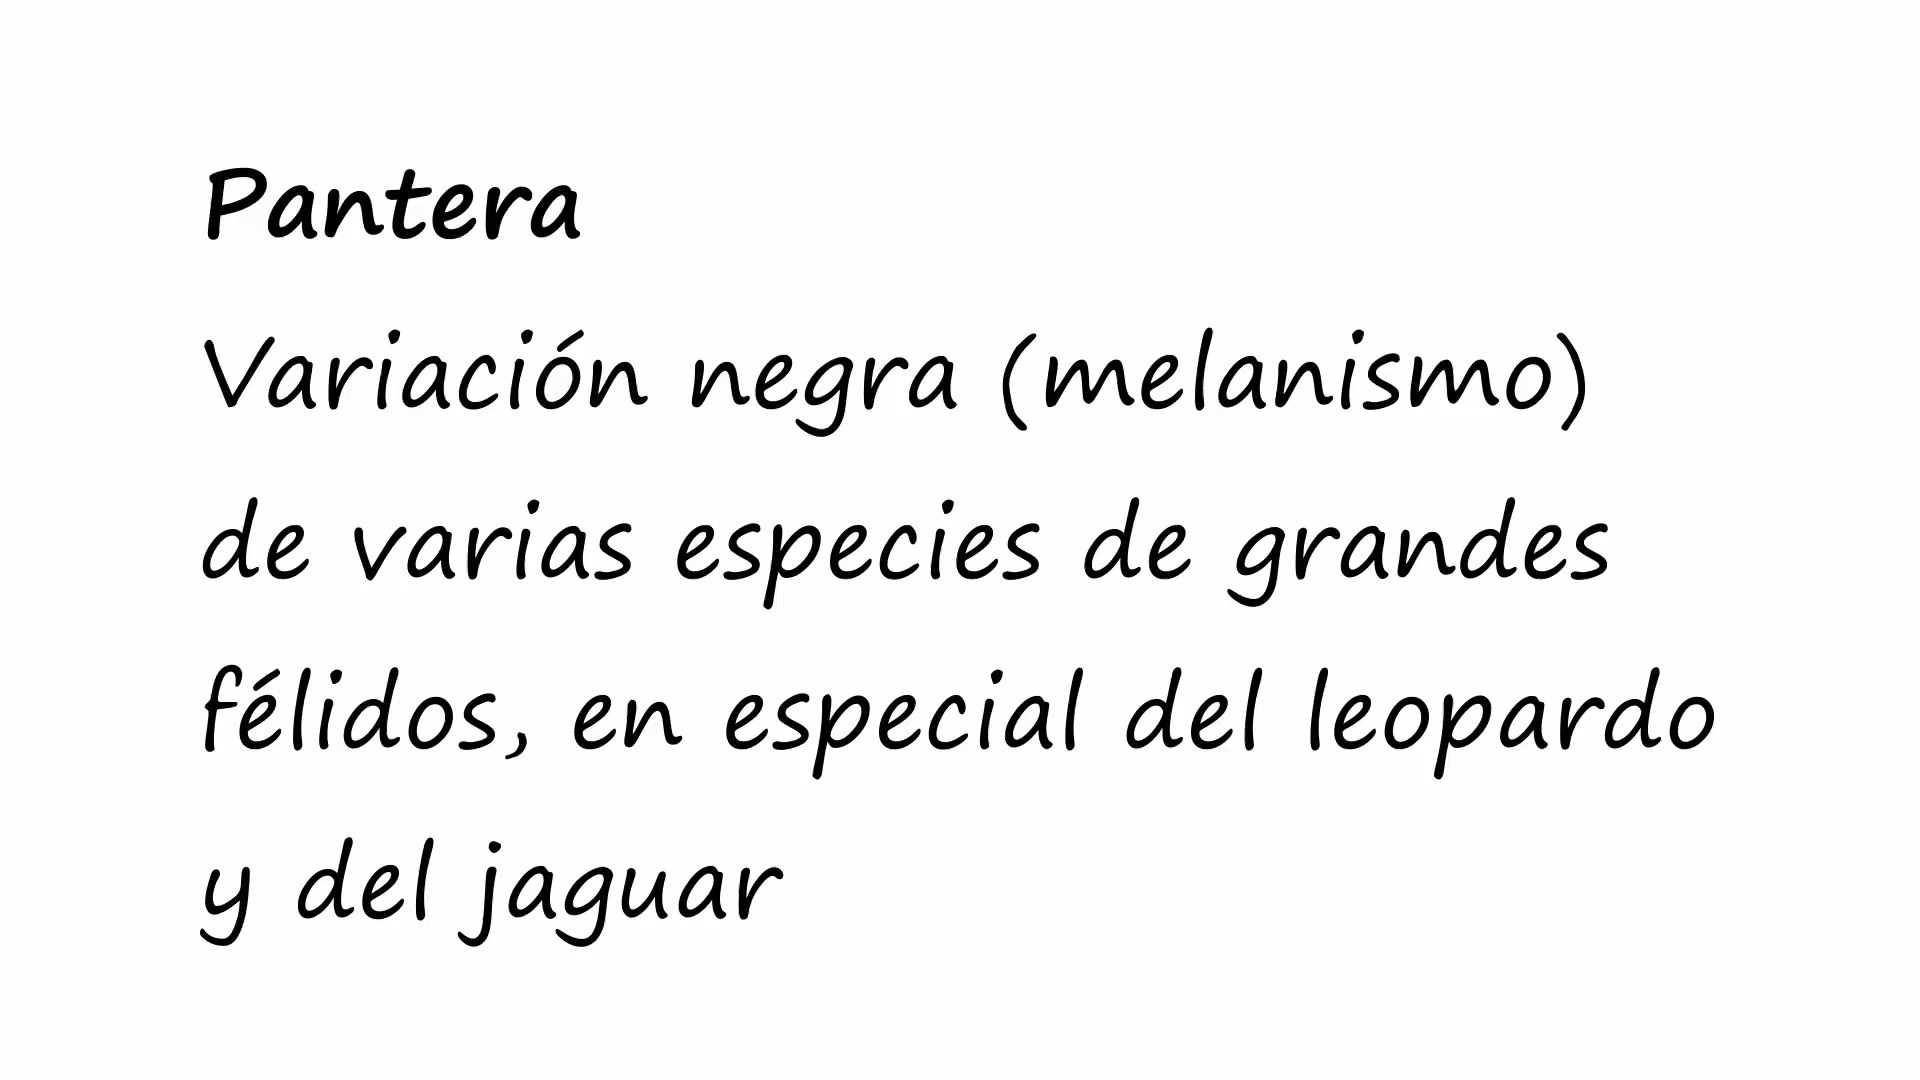 Pantera
Variación negra (melanismo)
de varias especies de grandes
félidos, en especial del leopardo
y del jaguar